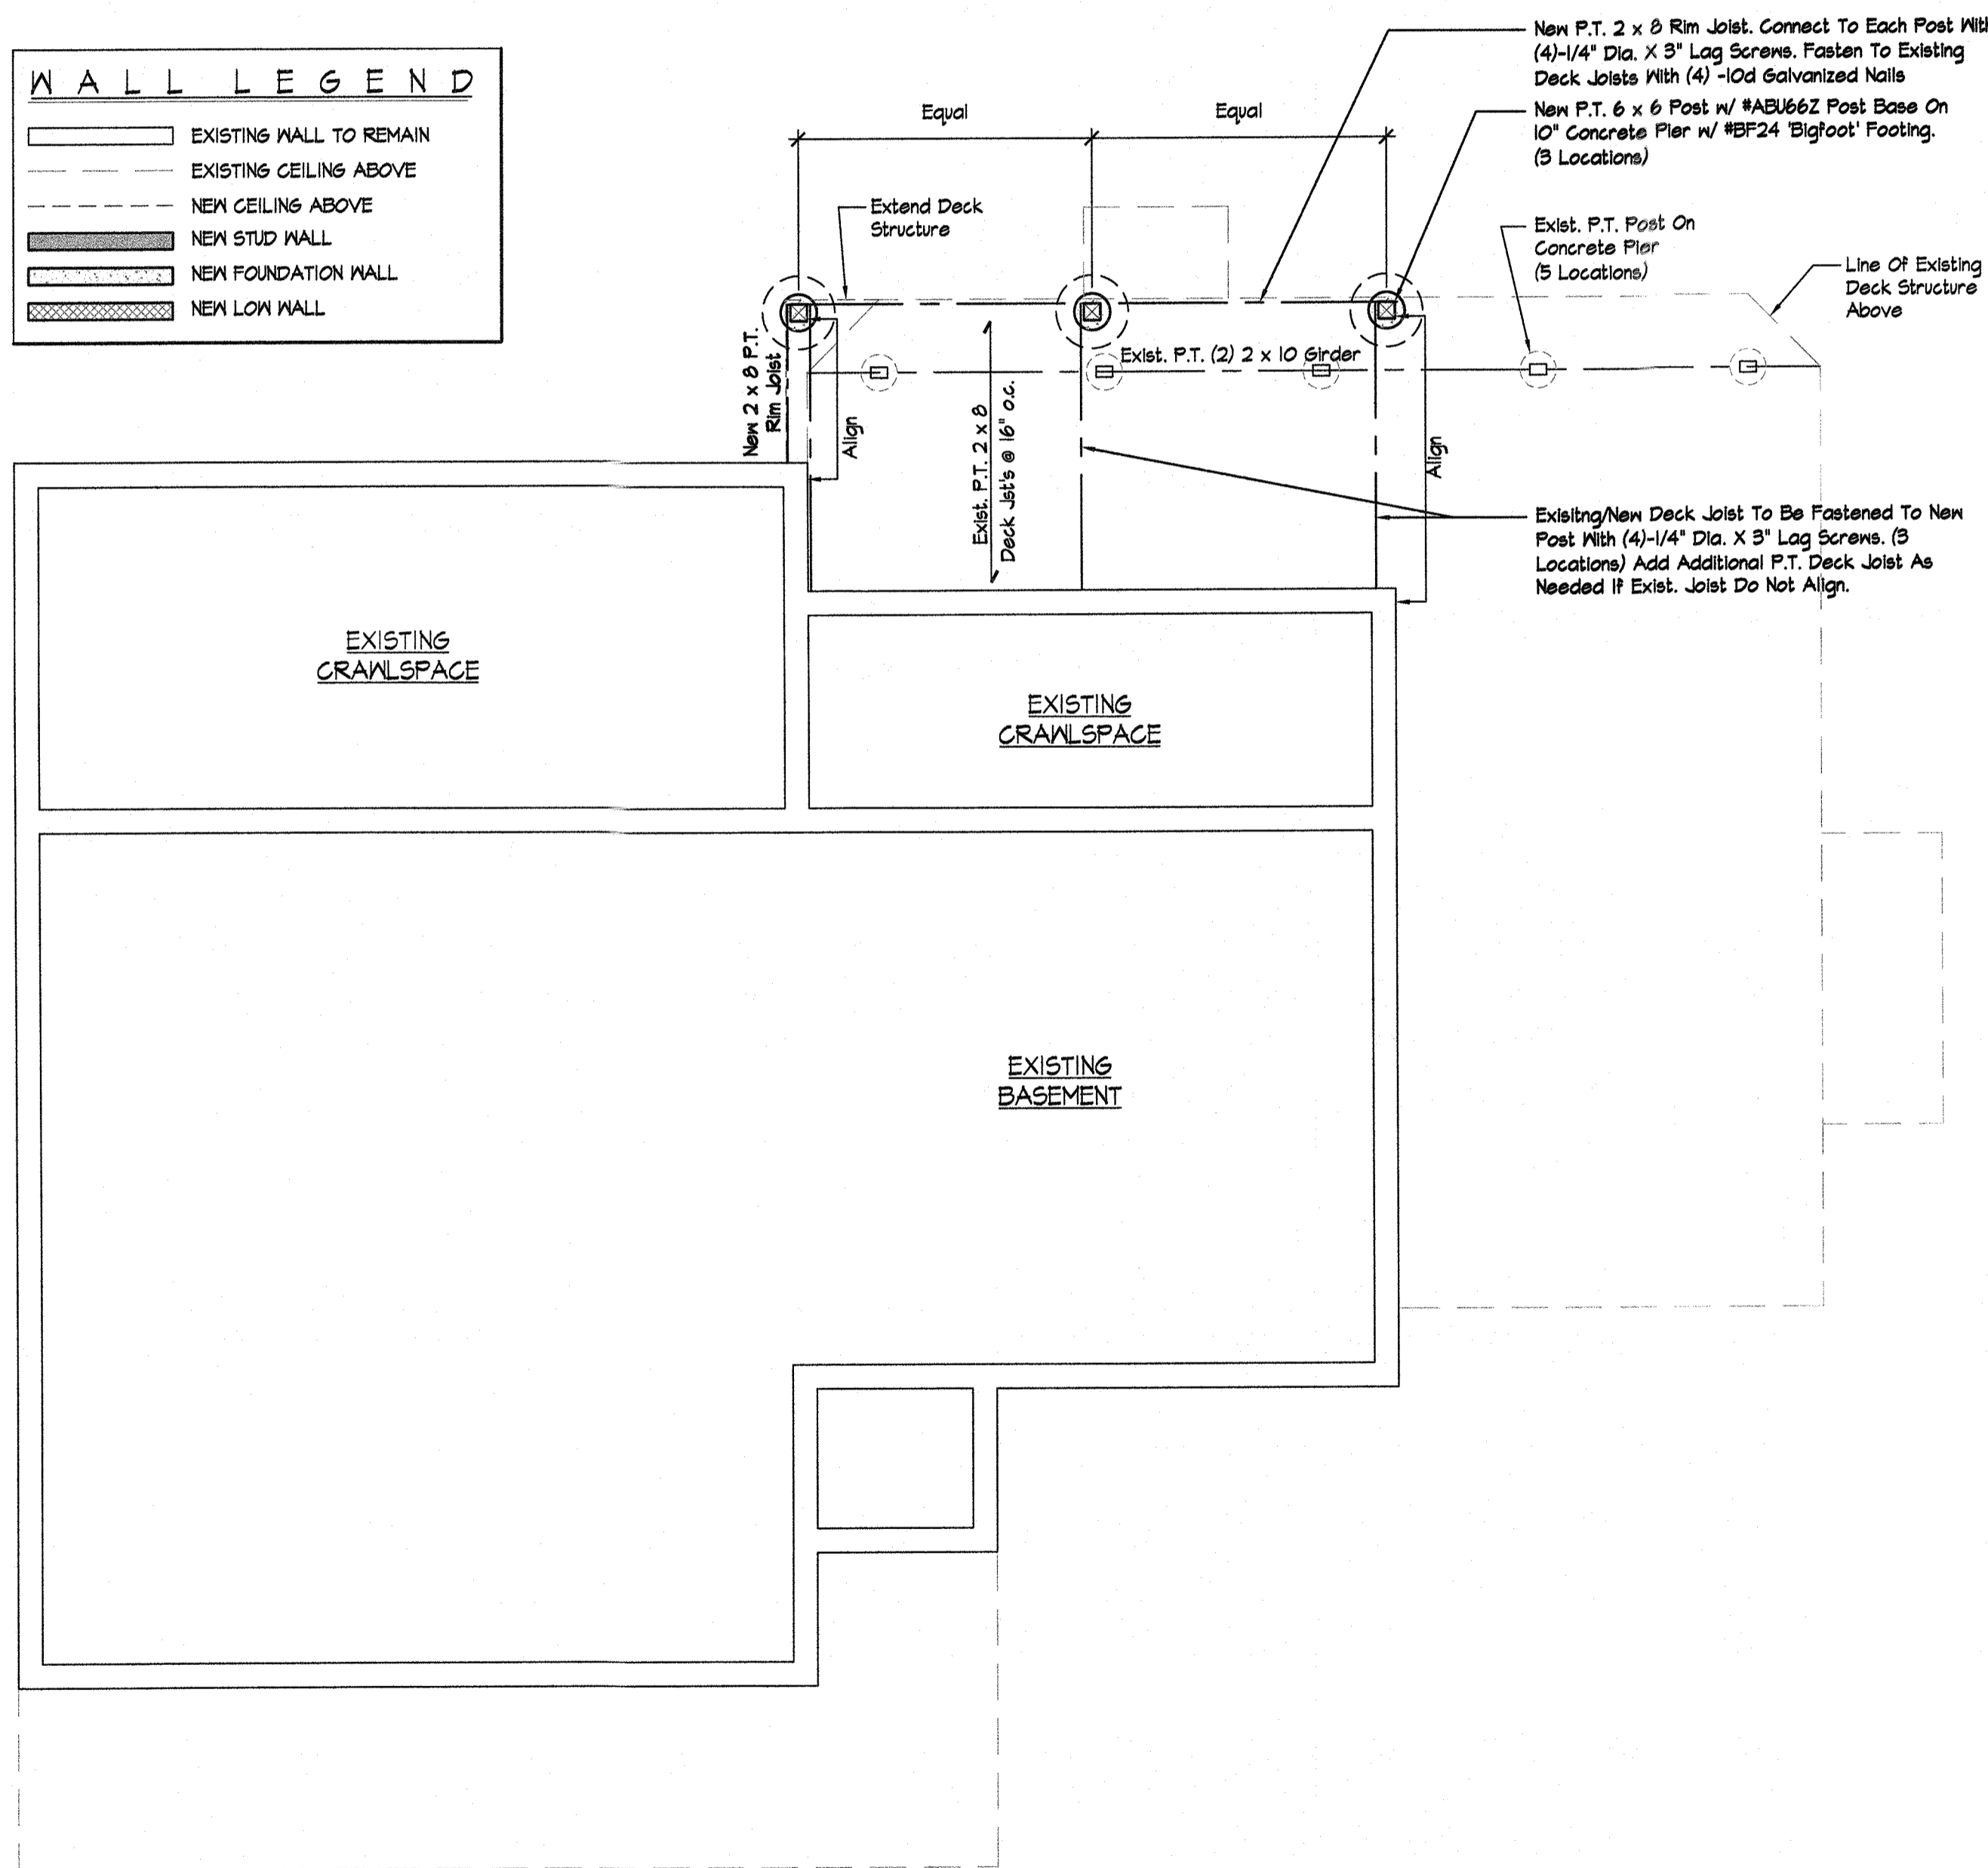 WALL LEGEND
EXISTING WALL TO REMAIN
EXISTING CEILING ABOVE
NEW CEILING ABOVE
NEW STUD WALL
NEW FOUNDATION WALL
NEW LOW WALL
New P.T. 2 x 8 Rim Joist. Connect To Each Post With
(4)-1/4" Dia. X 3" Lag Screws. Fasten To Existing
Deck Joists With (4) -10d Galvanized Nails
New P.T. 6 x 6 Post w/ #ABU66Z Post Base On
10" Concrete Pier w/ #BF24 'Bigfoot' Footing.
(3 Locations)
Equal
Equal
Extend Deck
Structure
Exist. P.T. Post On
Concrete Pier
(5 Locations)
Line Of Existing
Deck Structure
Above
New 2 x 8 P.T.
Rim Joist
Align
Exist. P.T. (2) 2 x 10 Girder
Exist. P.T. 2 x 8
Deck Jst's @ 16" o.c.
Align
Exisitng/New Deck Joist To Be Fastened To New
Post With (4)-1/4" Dia. X 3" Lag Screws. (3
Locations) Add Additional P.T. Deck Joist As
Needed If Exist. Joist Do Not Align.
EXISTING
CRAWLSPACE
EXISTING
CRAWLSPACE
EXISTING
BASEMENT